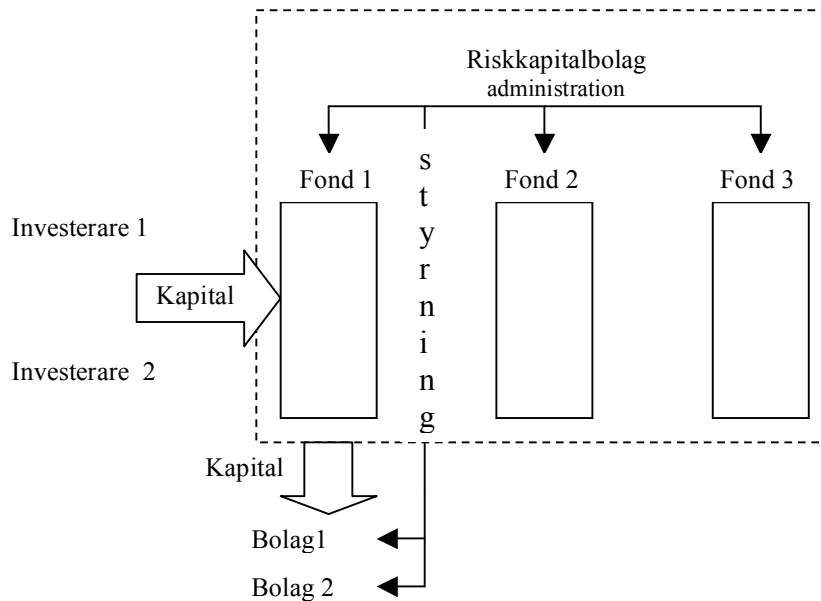 Riskkapitalbolag
administration
Fond 1
styrning
Fond 2
Fond 3
Investerare 1
Kapital
Investerare 2
Kapital
Bolag1
Bolag 2